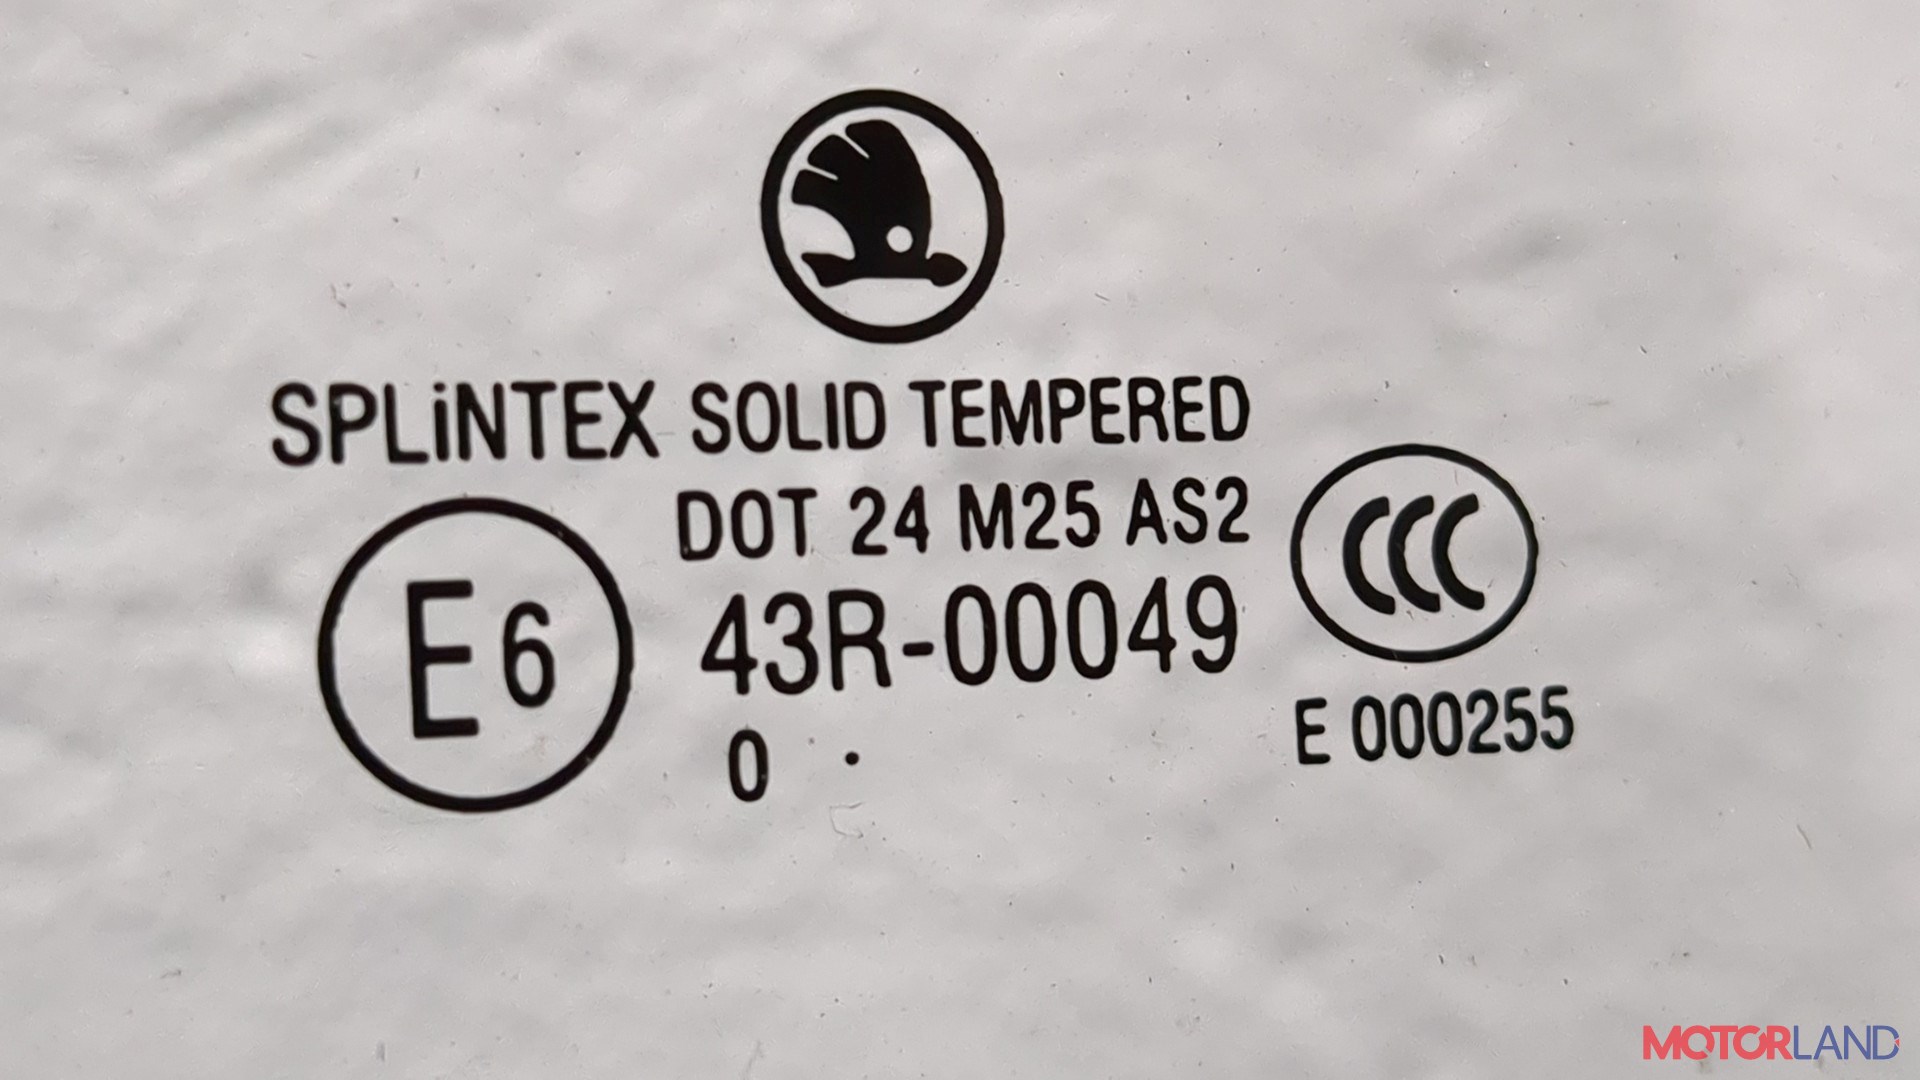 SPLiNTEX SOLID TEMPERED
DOT 24 M25 AS2
E6
43R-00049
0 .
CCC
E 000255
MOTORLAND